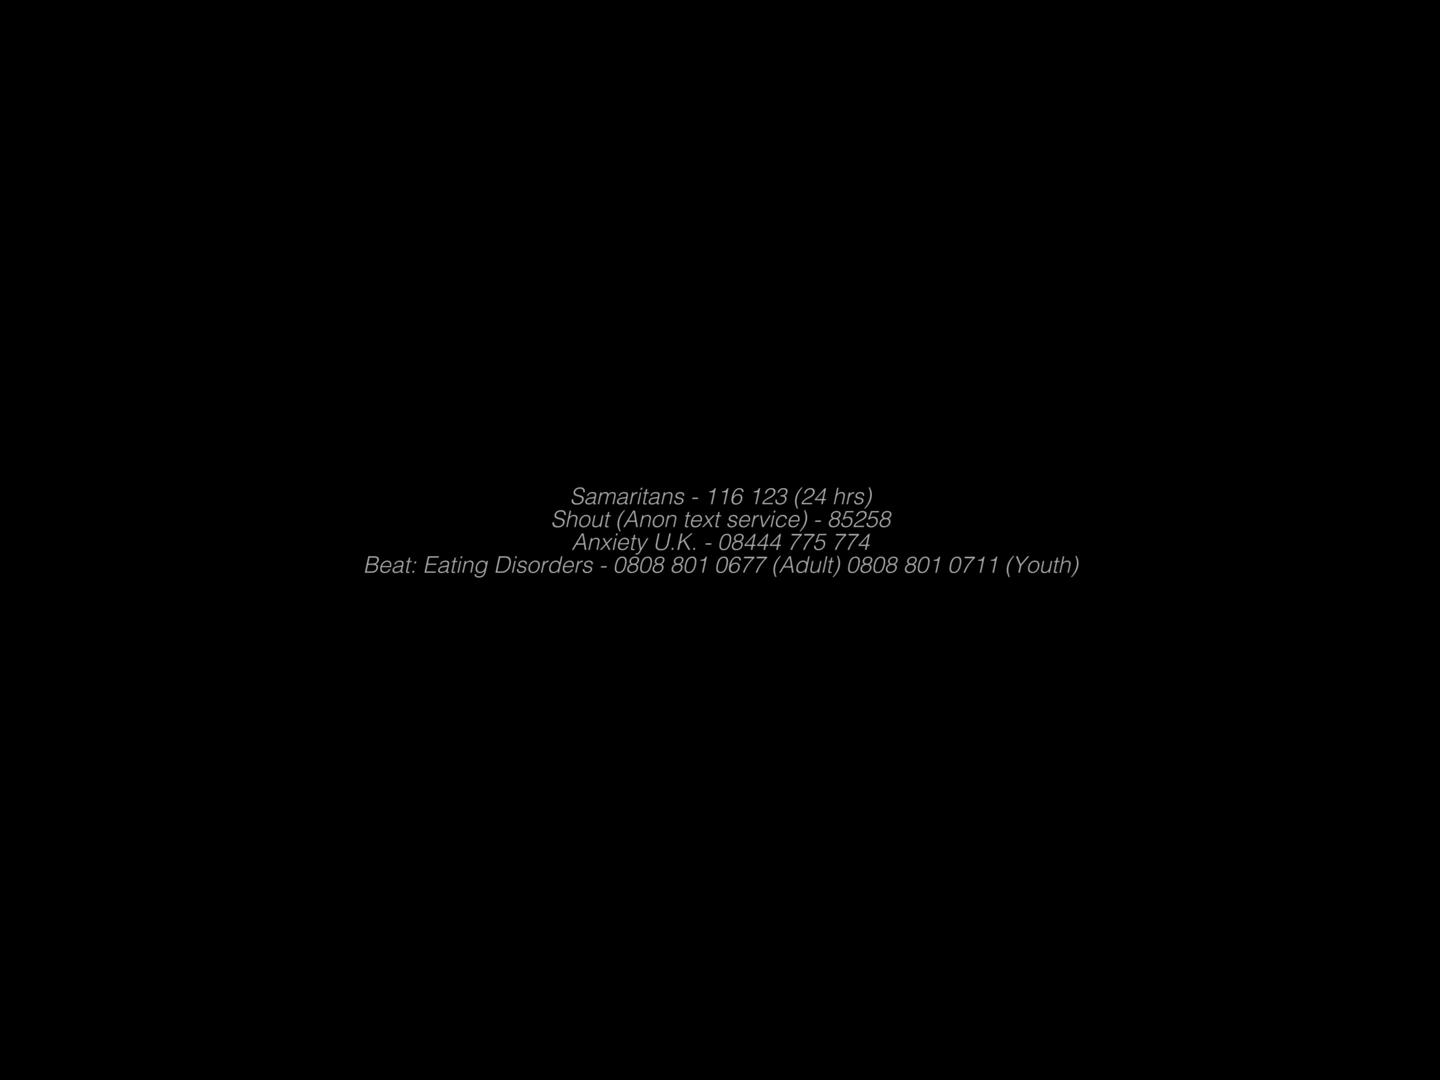 Samaritans - 116 123 (24 hrs)
Shout (Anon text service) - 85258
Anxiety U.K. - 08444 775 774
Beat: Eating Disorders - 0808 801 0677 (Adult) 0808 801 0711 (Youth)